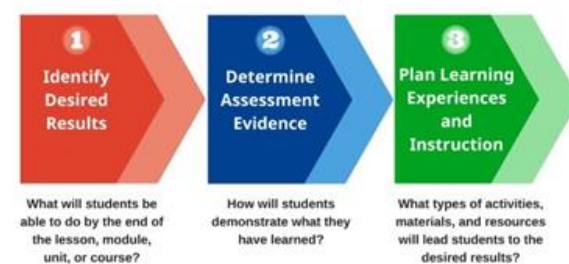 1
Identify
Desired
Results
What will students be
able to do by the end of
the lesson, module,
unit, or course?
2
Determine
Assessment
Evidence
How will students
demonstrate what they
have learned?
3
Plan Learning
Experiences
and
Instruction
What types of activities,
materials, and resources
will lead students to the
desired results?